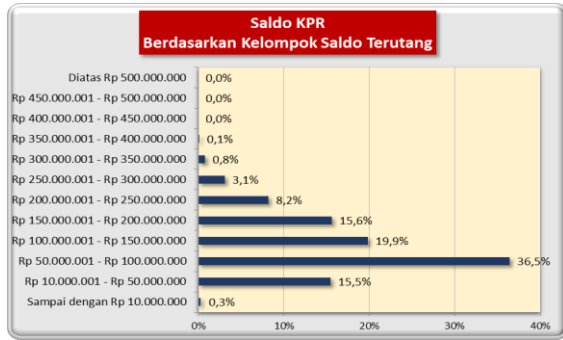 Saldo KPR
Berdasarkan Kelompok Saldo Terutang
Diatas Rp 500.000.000 0,0%
Rp 450.000.001 - Rp 500.000.000 0,0%
Rp 400.000.001 - Rp 450.000.000 0,0%
Rp 350.000.001 - Rp 400.000.000 0,1%
Rp 300.000.001 - Rp 350.000.000 0,8%
Rp 250.000.001 - Rp 300.000.000 3,1%
Rp 200.000.001 - Rp 250.000.000 8,2%
Rp 150.000.001 - Rp 200.000.000 15,6%
Rp 100.000.001 - Rp 150.000.000 19,9%
Rp 50.000.001 - Rp 100.000.000 36,5%
Rp 10.000.001 - Rp 50.000.000 15,5%
Sampai dengan Rp 10.000.000 0,3%
0% 10% 20% 30% 40%